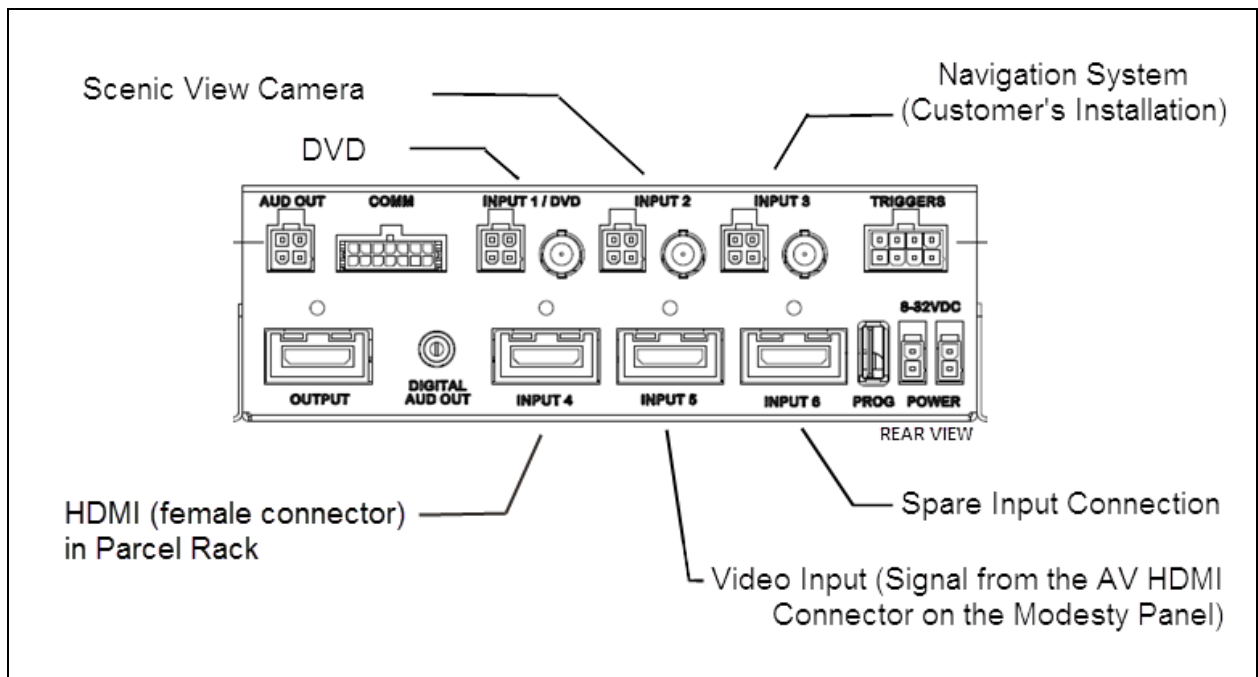 Scenic View Camera
Navigation System
(Customer's Installation)
DVD
AUD OUT
COMM
INPUT 1 / DVD
INPUT 2
INPUT 3
TRIGGERS
8-32VDC
OUTPUT
DIGITAL
AUD OUT
INPUT 4
INPUT 5
INPUT 6
PROG
POWER
REAR VIEW
HDMI (female connector)
in Parcel Rack
Spare Input Connection
Video Input (Signal from the AV HDMI
Connector on the Modesty Panel)